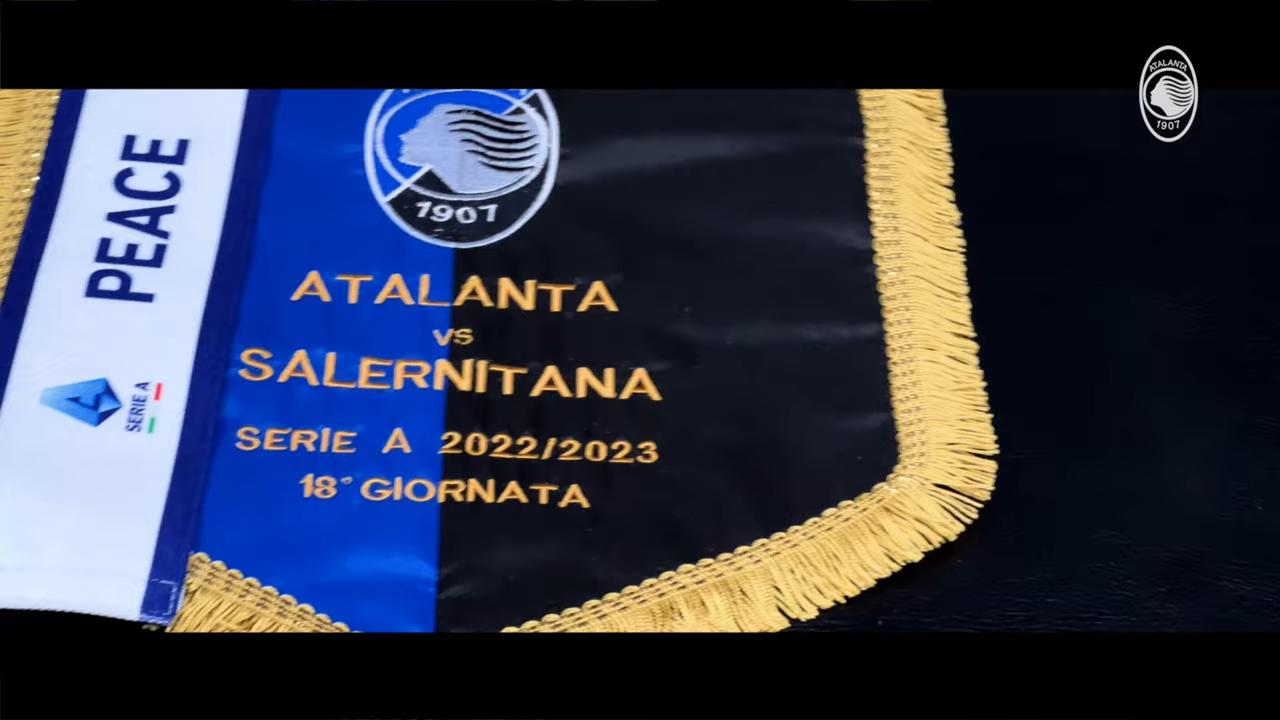 PEACE
SERIE A
1907
ATALANTA
VS
SALERNITANA
SERIE A 2022/2023
18° GIORNATA
ATALANTA
1907